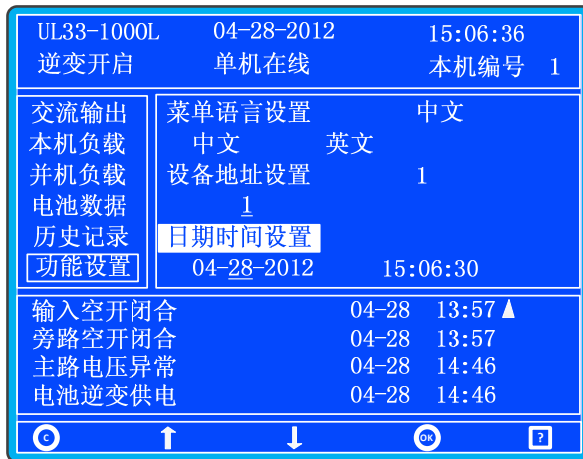 UL33-1000L 04-28-2012 15:06:36
逆变开启 单机在线 本机编号 1
交流输出
本机负载
并机负载
电池数据
历史记录
功能设置
菜单语言设置 中文
中文 英文
设备地址设置 1
1
日期时间设置
04-28-2012 15:06:30
输入空开闭合 04-28 13:57
旁路空开闭合 04-28 13:57
主路电压异常 04-28 14:46
电池逆变供电 04-28 14:46
C OK ?